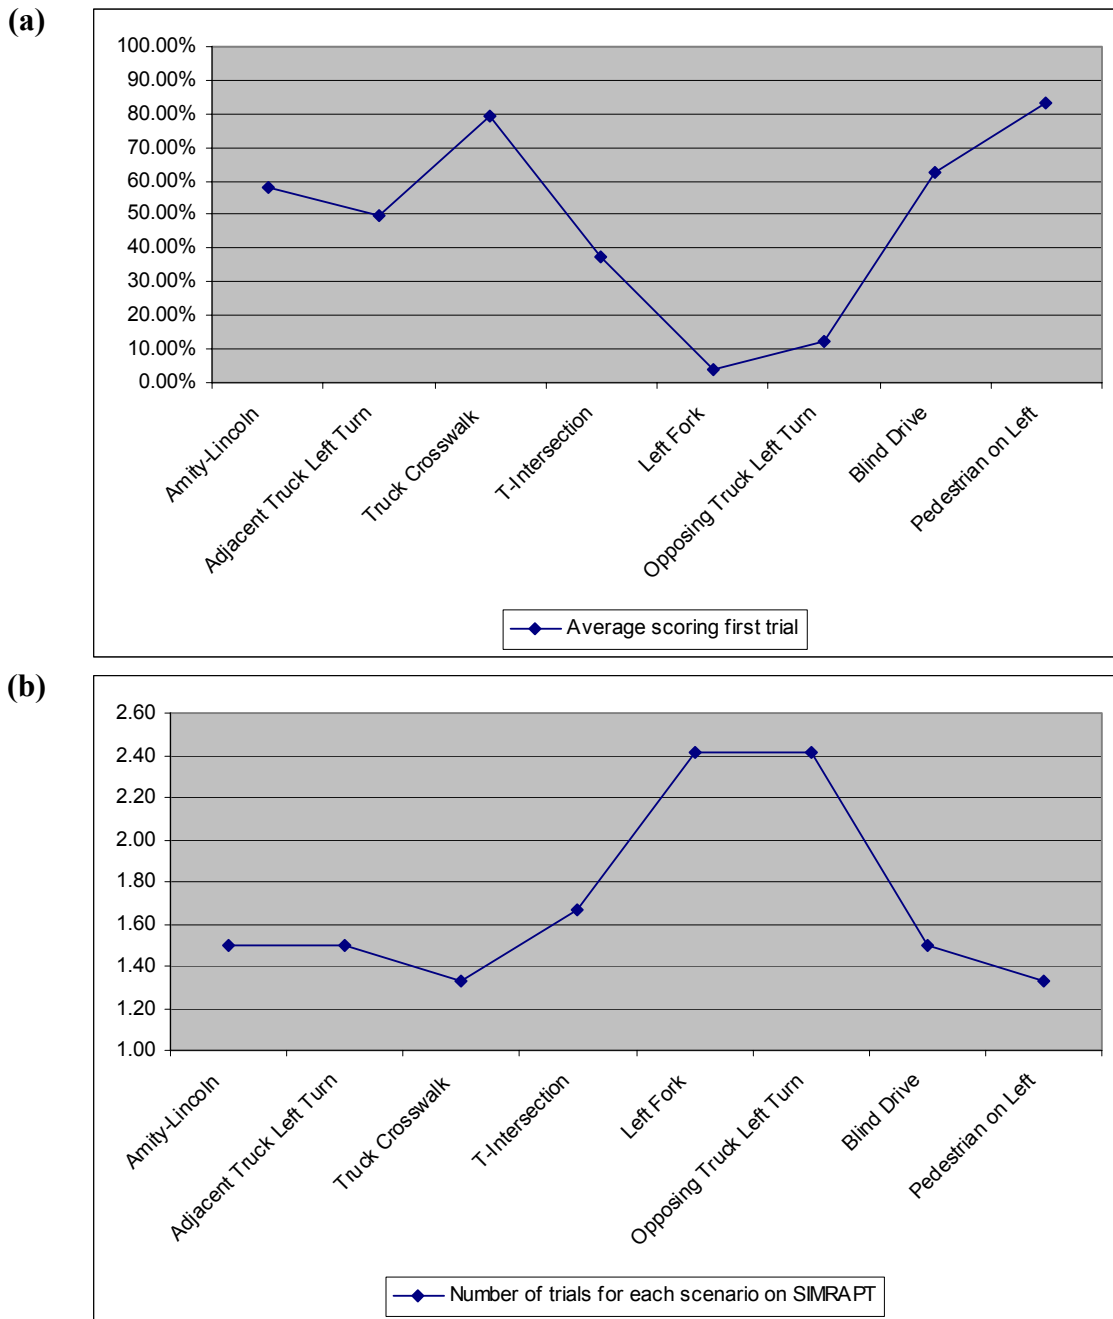 (a)
100.00%
90.00%
80.00%
70.00%
60.00%
50.00%
40.00%
30.00%
20.00%
10.00%
0.00%
Amity-Lincoln
Adjacent Truck Left Turn
Truck Crosswalk
T-Intersection
Left Fork
Opposing Truck Left Turn
Blind Drive
Pedestrian on Left
Average scoring first trial
(b)
2.60
2.40
2.20
2.00
1.80
1.60
1.40
1.20
1.00
Amity-Lincoln
Adjacent Truck Left Turn
Truck Crosswalk
T-Intersection
Left Fork
Opposing Truck Left Turn
Blind Drive
Pedestrian on Left
Number of trials for each scenario on SIMRAPT